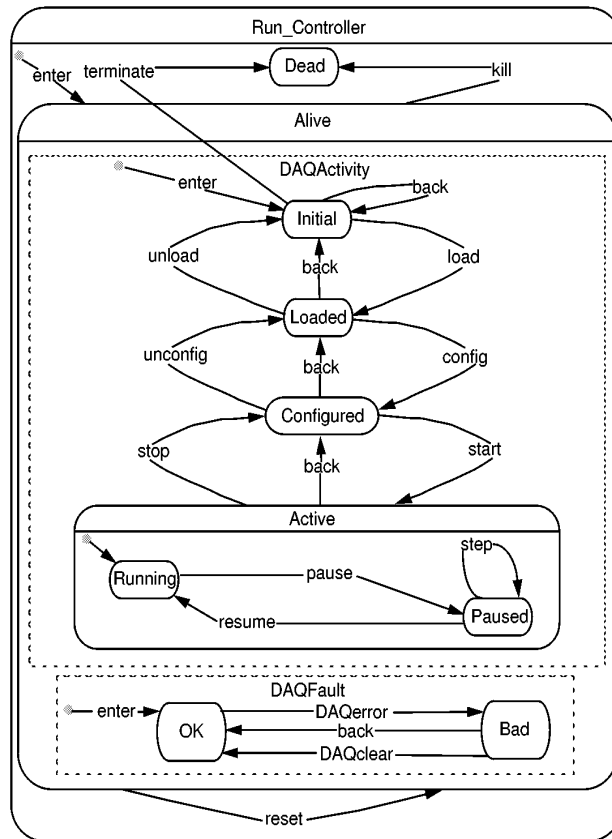 Run_Controller
enter
terminate
Dead
kill
Alive
DAQActivity
enter
back
Initial
unload
back
load
Loaded
unconfig
back
config
Configured
stop
back
start
Active
Running
pause
step
resume
Paused
DAQFault
enter
OK
DAQerror
back
DAQclear
Bad
reset